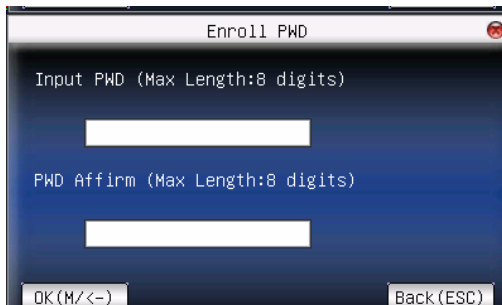 Enroll PWD
Input PWD (Max Length:8 digits)
PWD Affirm (Max Length:8 digits)
OK(M/<-)
Back(ESC)